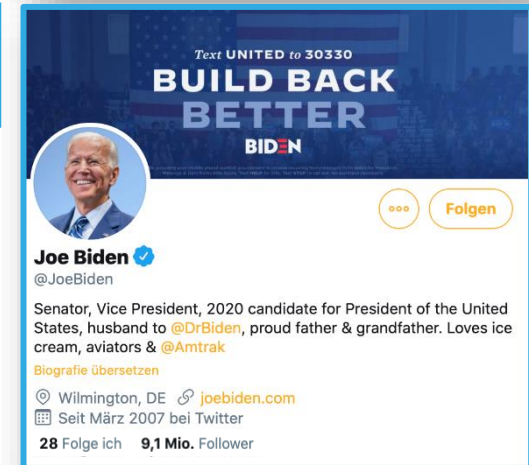 Text UNITED to 30330
BUILD BACK
BETTER
BIDEN
Folgen
Joe Biden
@JoeBiden
Senator, Vice President, 2020 candidate for President of the United
States, husband to @DrBiden, proud father & grandfather. Loves ice
cream, aviators & @Amtrak
Biografie übersetzen
Wilmington, DE joebiden.com
Seit März 2007 bei Twitter
28 Folge ich 9,1 Mio. Follower